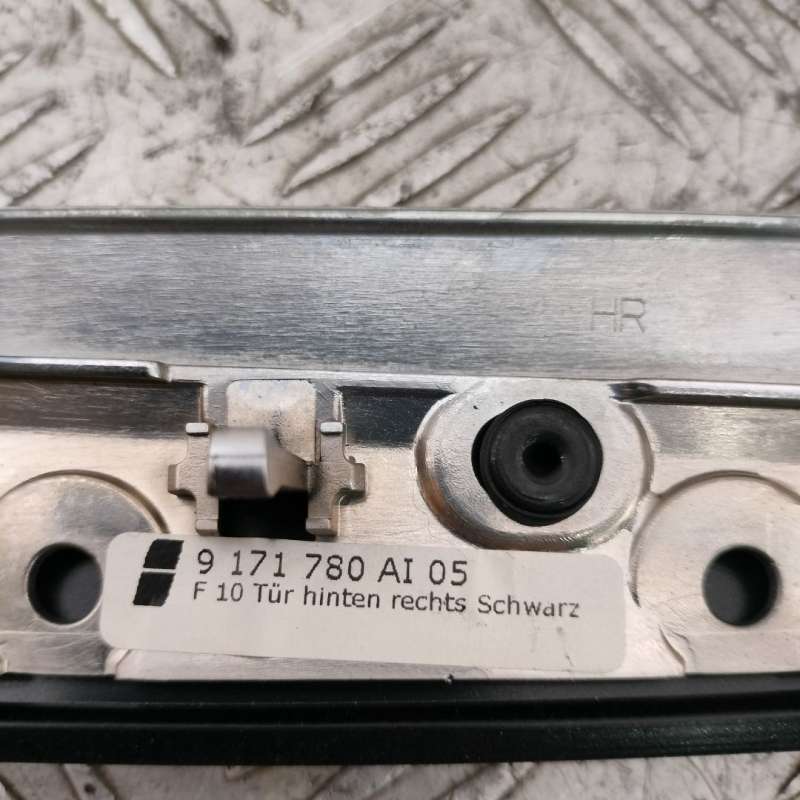 HR
9 171 780 AI 05
F 10 Tür hinten rechts Schwarz